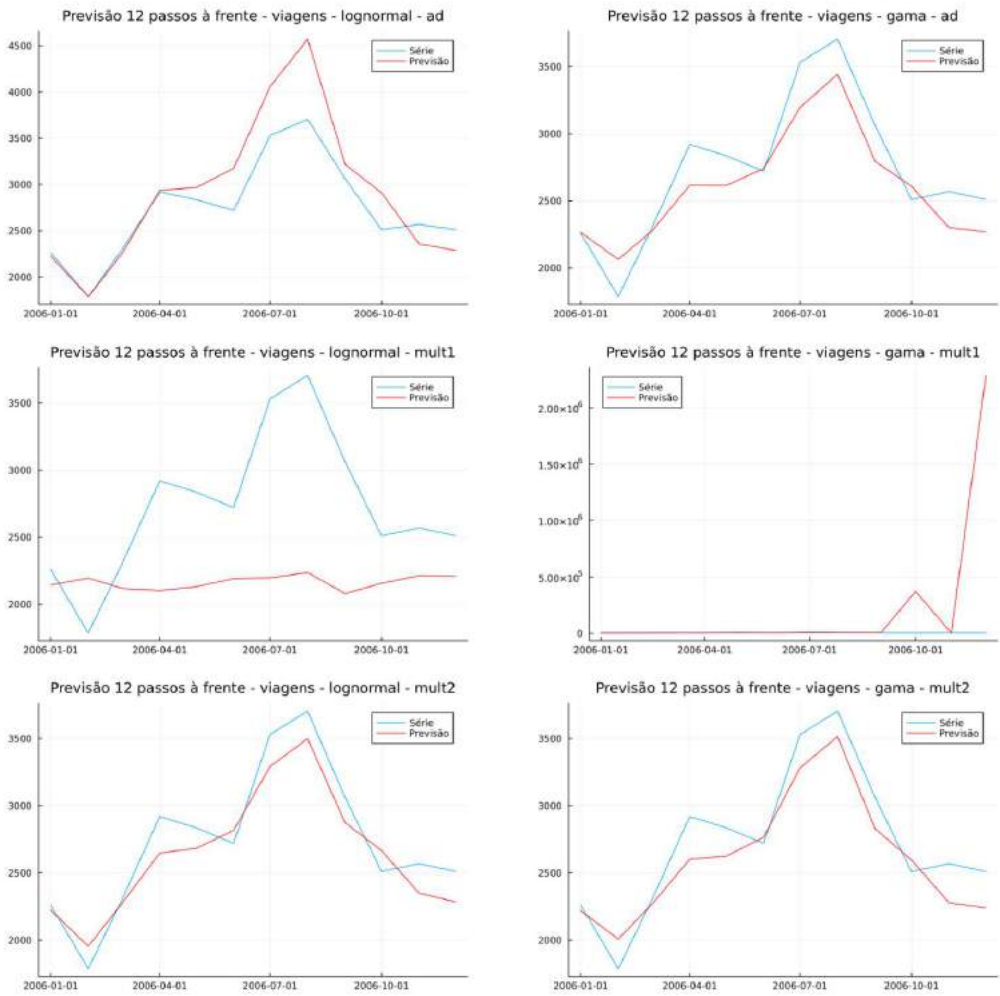 Previsão 12 passos à frente - viagens - lognormal - ad
4500
4000
3500
3000
2500
2000
Série
Previsão
2006-01-01
2006-04-01
2006-07-01
2006-10-01
Previsão 12 passos à frente - viagens - gama - ad
3500
3000
2500
2000
Série
Previsão
2006-01-01
2006-04-01
2006-07-01
2006-10-01
Previsão 12 passos à frente - viagens - lognormal - mult1
3500
3000
2500
2000
Série
Previsão
2006-01-01
2006-04-01
2006-07-01
2006-10-01
Previsão 12 passos à frente - viagens - gama - mult1
Série
Previsão
2.00×10⁶
1.50×10⁶
1.00×10⁶
5.00×10⁵
0
2006-01-01
2006-04-01
2006-07-01
2006-10-01
Previsão 12 passos à frente - viagens - lognormal - mult2
3500
3000
2500
2000
Série
Previsão
2006-01-01
2006-04-01
2006-07-01
2006-10-01
Previsão 12 passos à frente - viagens - gama - mult2
3500
3000
2500
2000
Série
Previsão
2006-01-01
2006-04-01
2006-07-01
2006-10-01